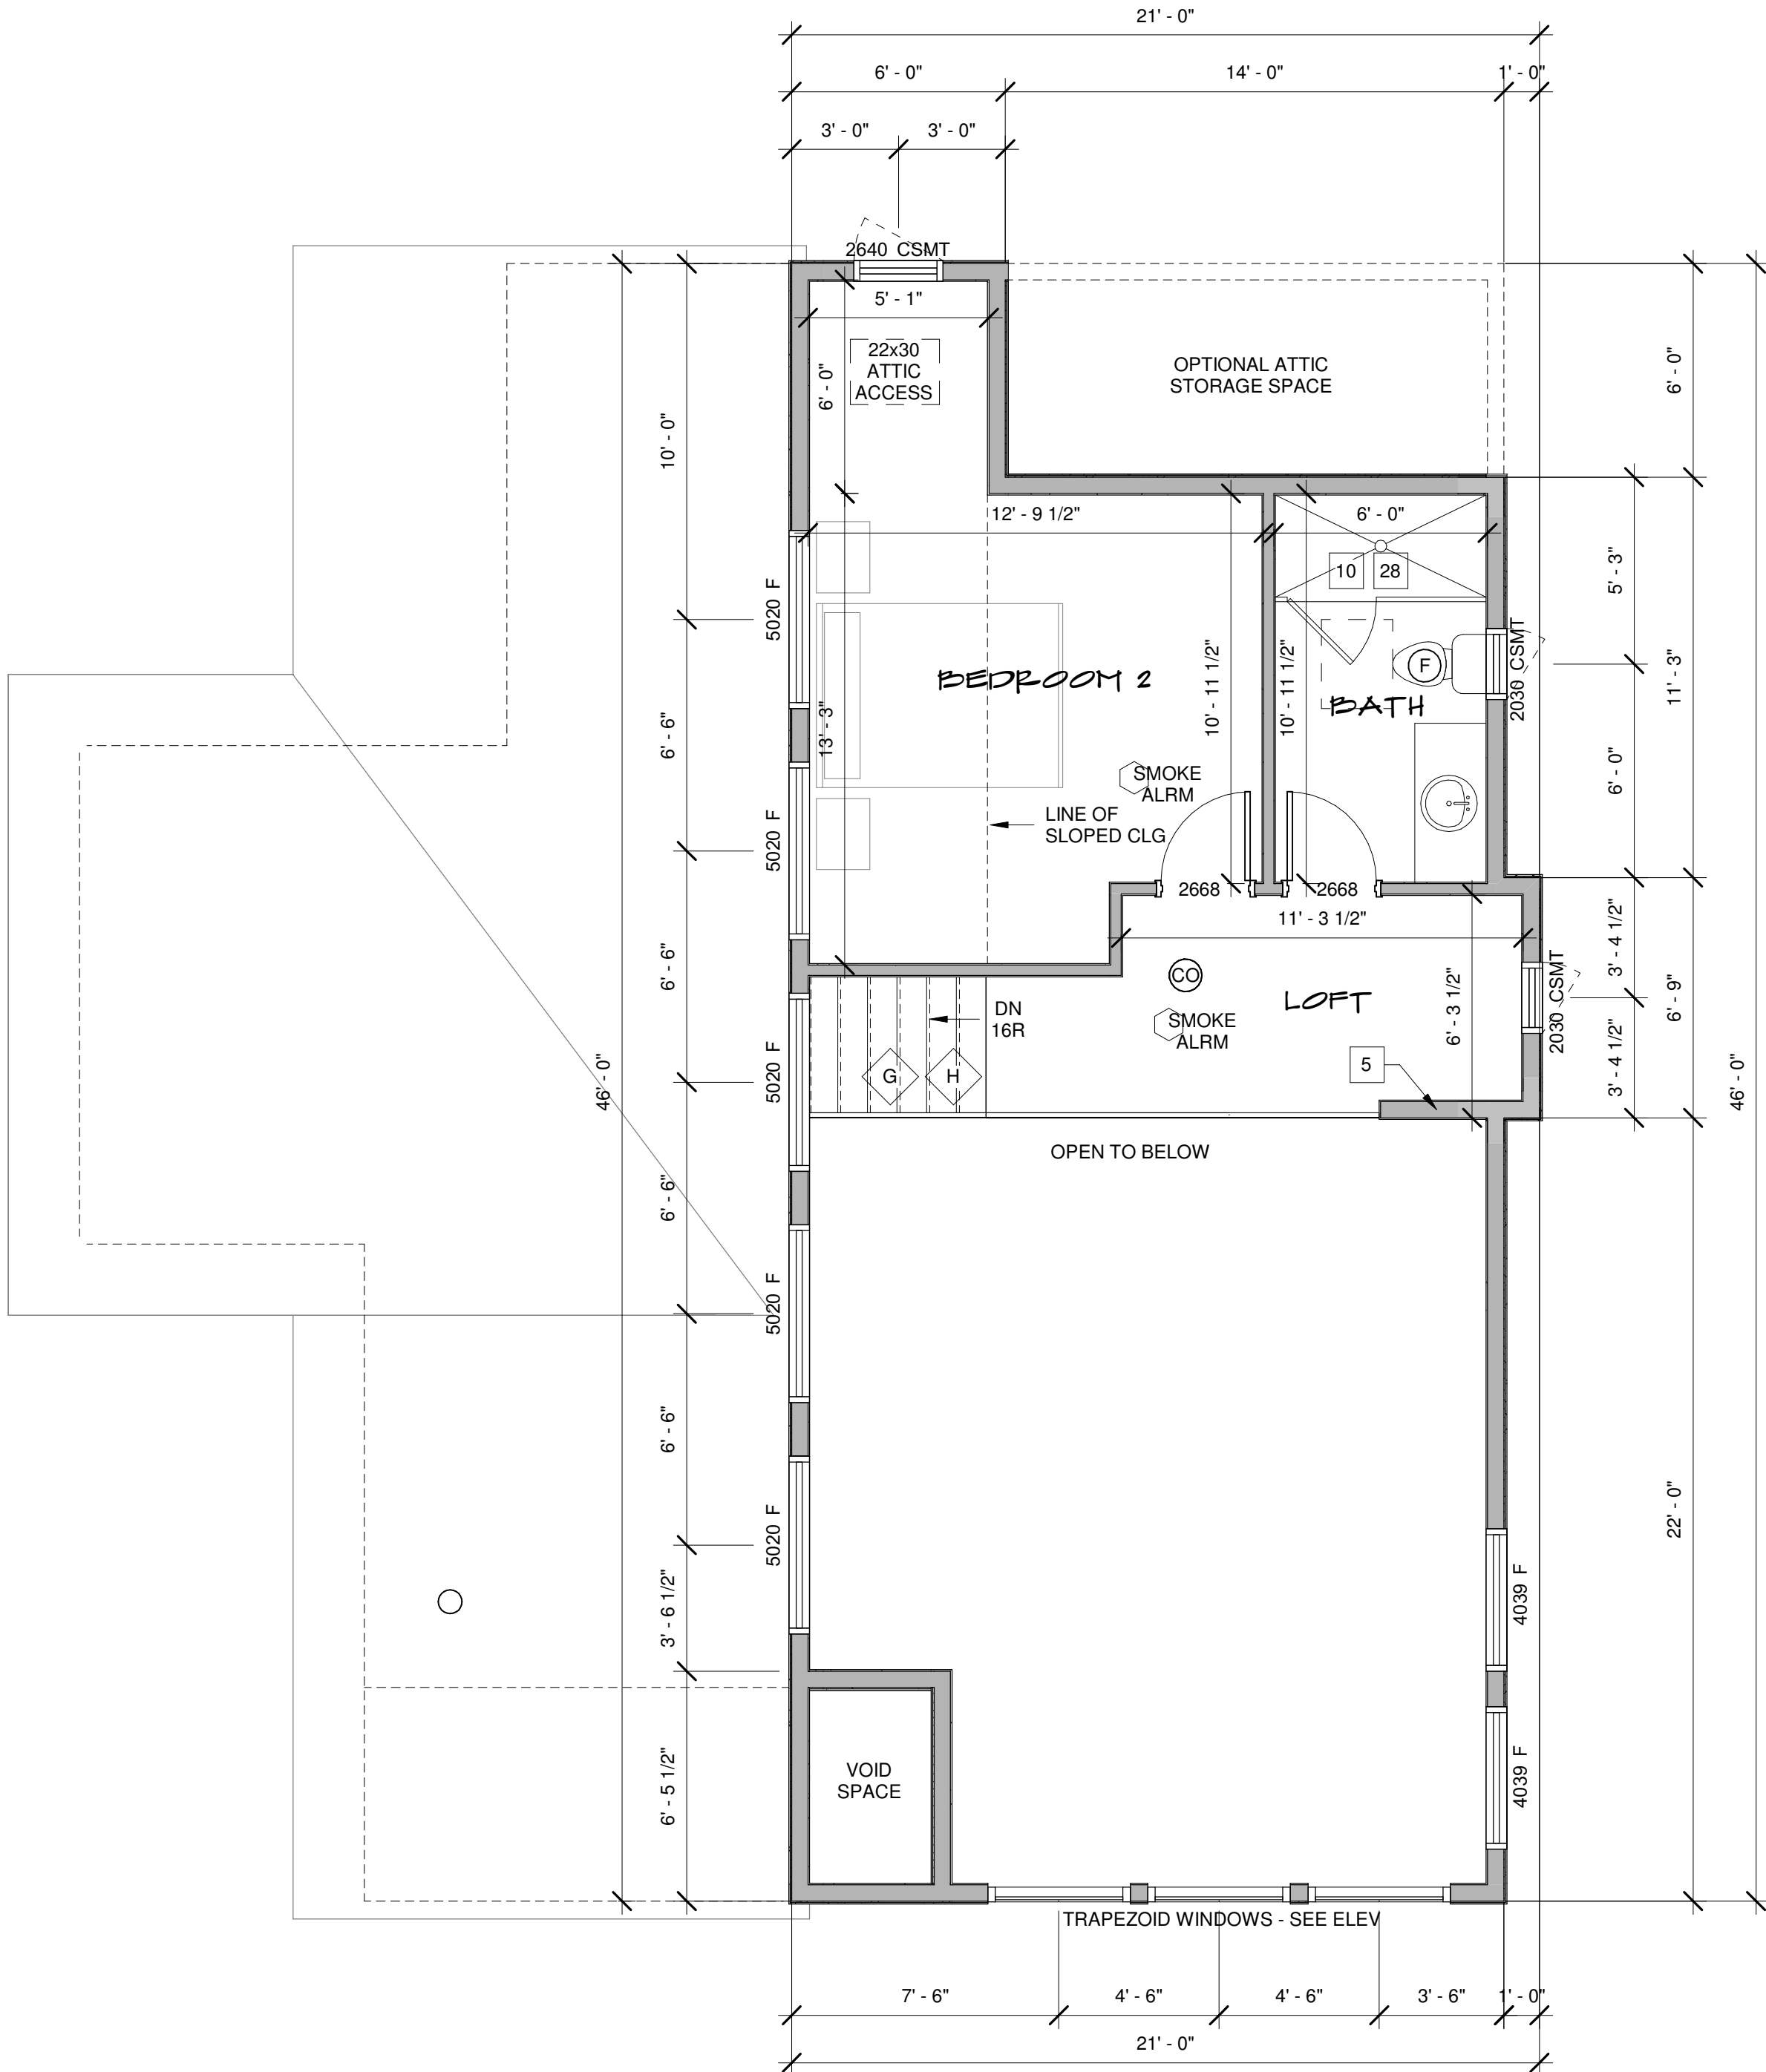 21' - 0"
6' - 0"
14' - 0"
1' - 0"
3' - 0"
3' - 0"
2640 CSMT
5' - 1"
22x30
ATTIC
ACCESS
6' - 0"
OPTIONAL ATTIC
STORAGE SPACE
6' - 0"
10' - 0"
12' - 9 1/2"
6' - 0"
10
28
5' - 3"
5020 F
BEDROOM 2
10' - 11 1/2"
10' - 11 1/2"
F
BATH
2030 CSMT
11' - 3"
6' - 6"
13' - 3"
SMOKE
ALRM
6' - 0"
LINE OF
SLOPED CLG
5020 F
2668
2668
11' - 3 1/2"
3' - 4 1/2"
6' - 6"
CO
LOFT
DN
16R
SMOKE
ALRM
6' - 3 1/2"
2030 CSMT
6' - 9"
5020 F
G
H
5
3' - 4 1/2"
46' - 0"
46' - 0"
OPEN TO BELOW
6' - 6"
5020 F
6' - 6"
22' - 0"
5020 F
4039 F
3' - 6 1/2"
6' - 5 1/2"
VOID
SPACE
4039 F
TRAPEZOID WINDOWS - SEE ELEV
7' - 6"
4' - 6"
4' - 6"
3' - 6"
1' - 0"
21' - 0"